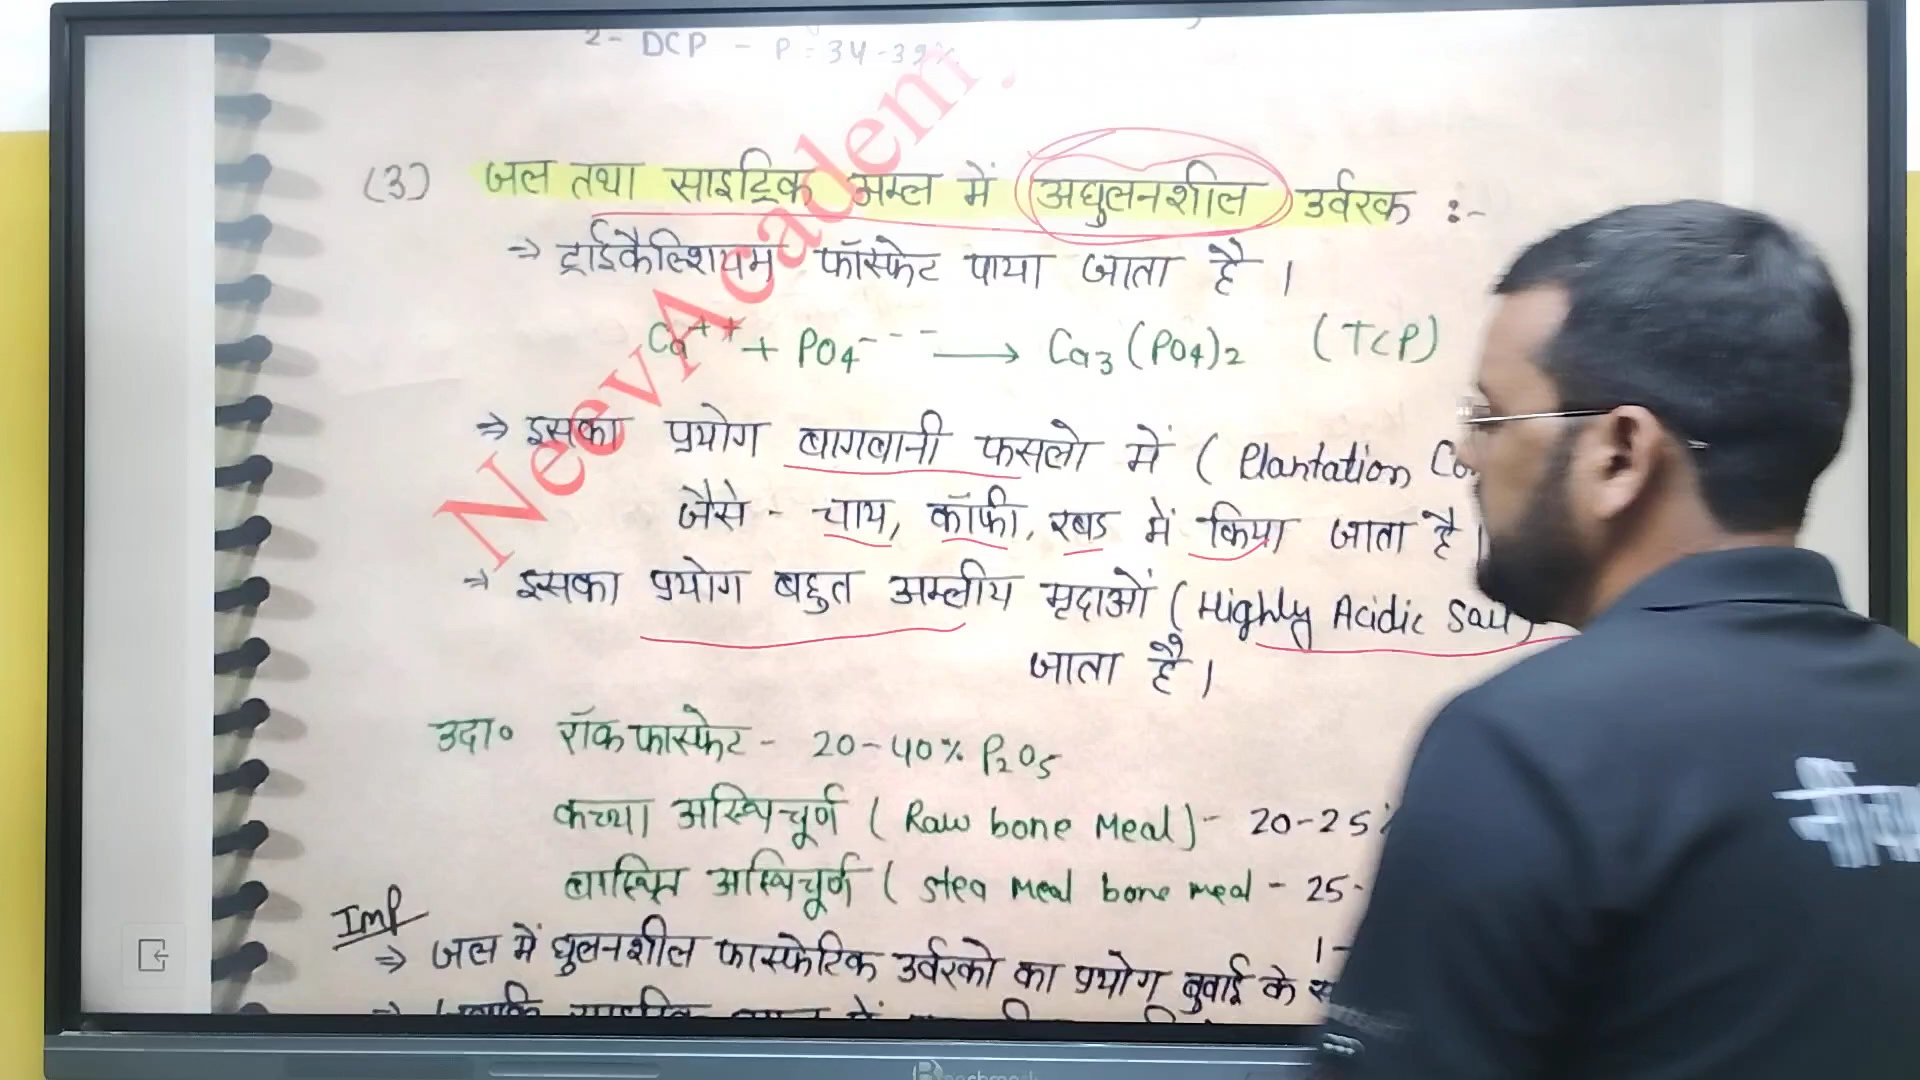 2- DCP - P = 34-39%
(3) जल तथा साइट्रिक अम्ल में अघुलनशील उर्वरक :-
⇒ ट्राईकैल्शियम फॉस्फेट पाया जाता है ।
Ca++ + PO4--- ⟶ Ca3(PO4)2 (TCP)
⇒ इसका प्रयोग बागबानी फसलो में ( Plantation
जैसे - चाय, कॉफी, रबड में किया जाता है ।
⇒ इसका प्रयोग बहुत अम्लीय मृदाओं ( Highly Acidic Soil)
जाता है ।
उदा० रॉक फास्फेट - 20-40% P2O5
कच्चा अस्थिचूर्ण ( Raw bone Meal) - 20-25%
अस्थिचूर्ण ( stea meal bone meal - 25-
Imp
1-
⇒ जल में घुलनशील फास्फेटिक उर्वरको का प्रयोग बुवाई के
NeevAcadem